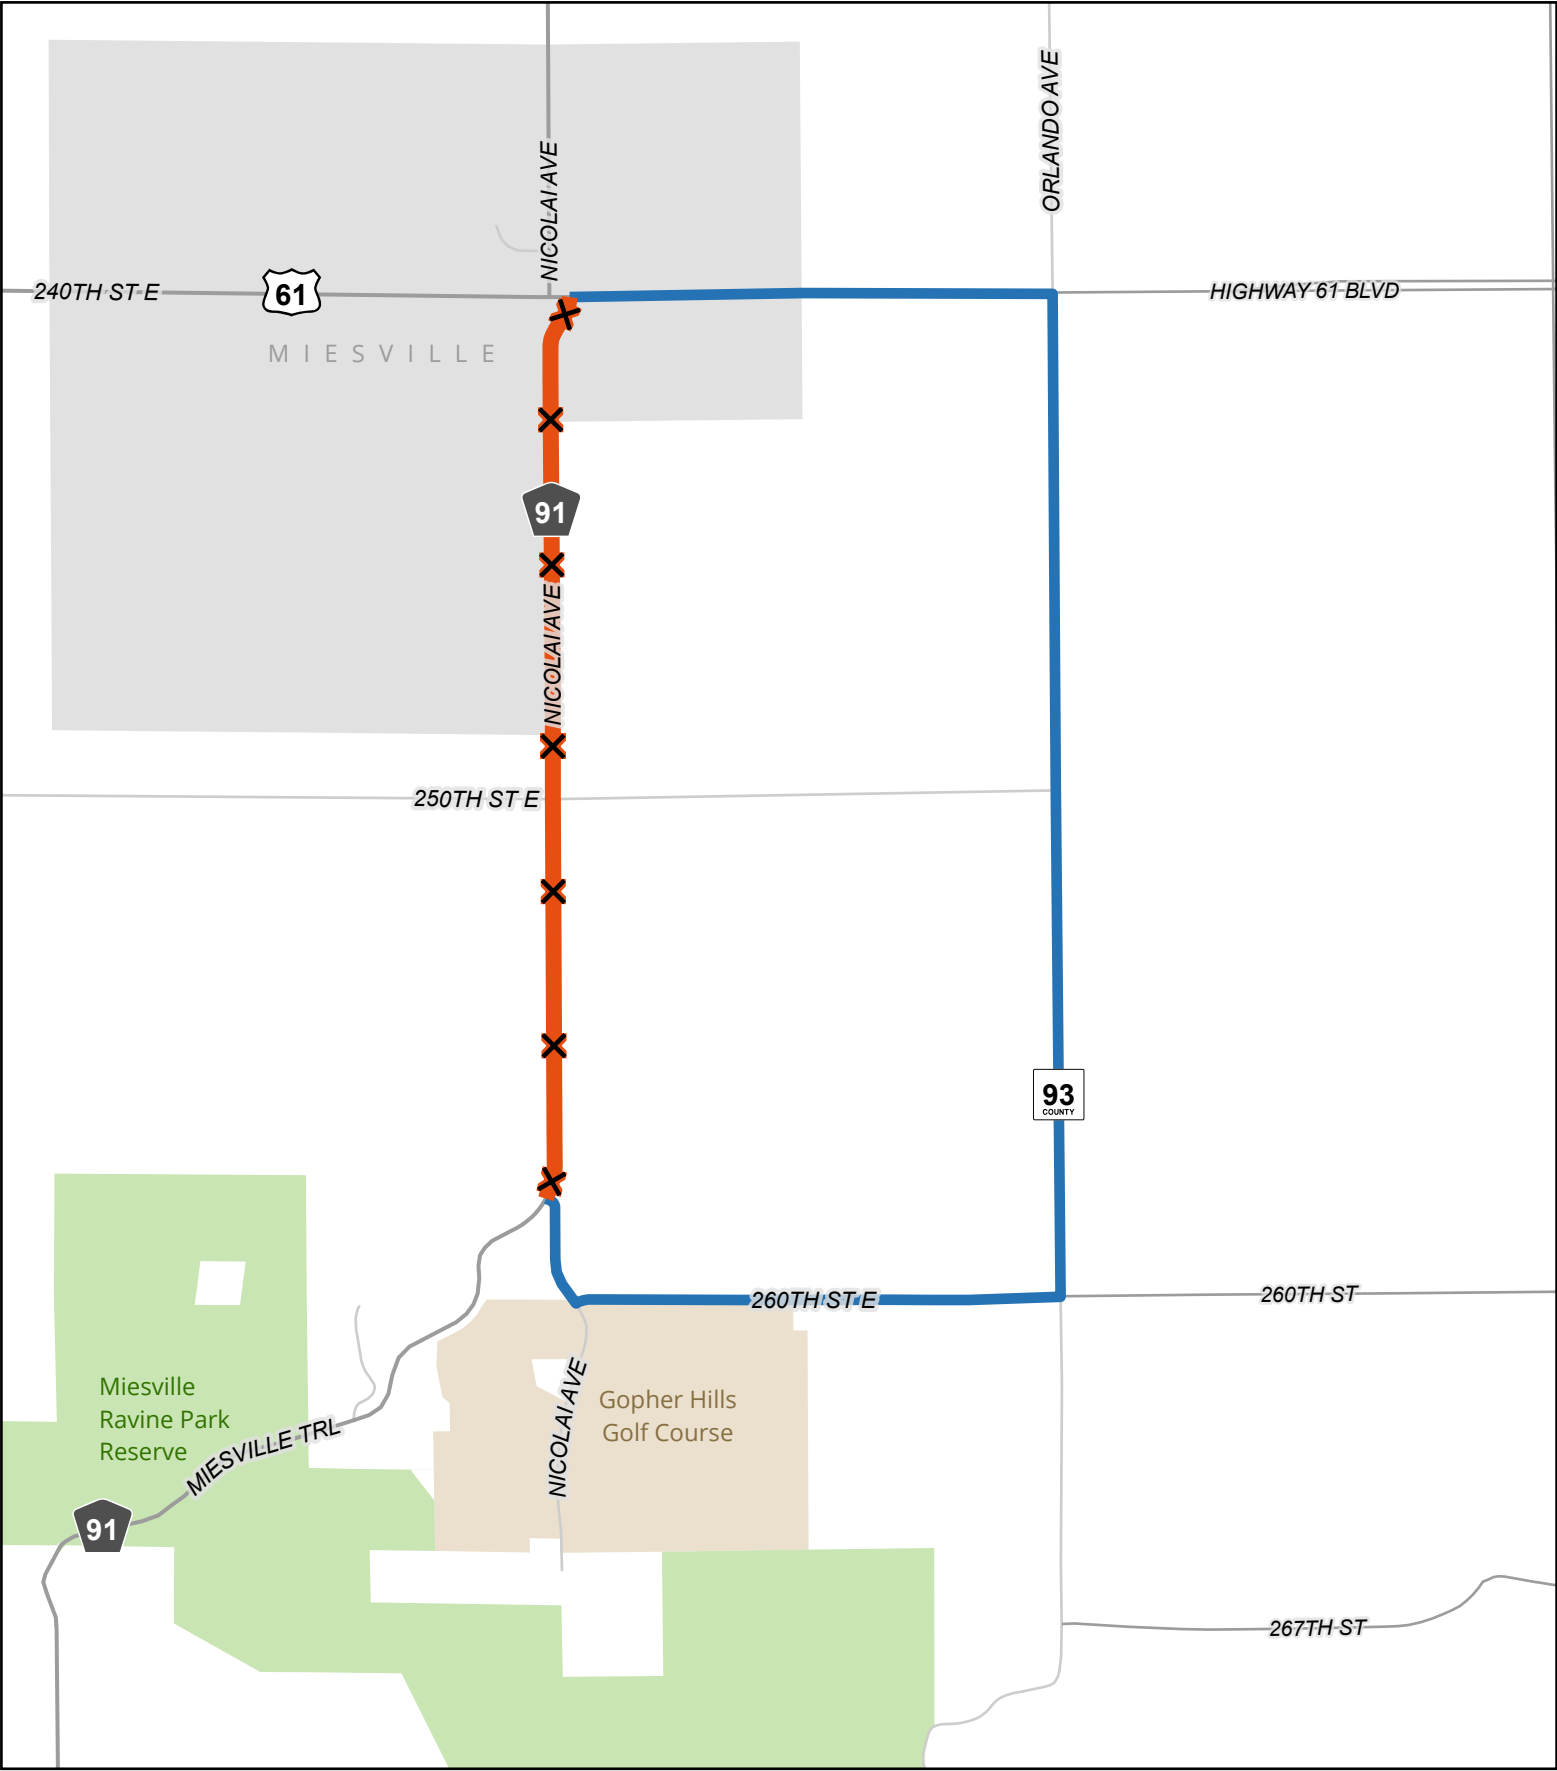 ORLANDO AVE
NICOLAI AVE
240TH ST E
61
HIGHWAY 61 BLVD
MIESVILLE
91
NICOLAI AVE
250TH ST E
93
COUNTY
260TH ST E
260TH ST
Miesville
Ravine Park
Reserve
MIESVILLE TRL
NICOLAI AVE
Gopher Hills
Golf Course
91
267TH ST